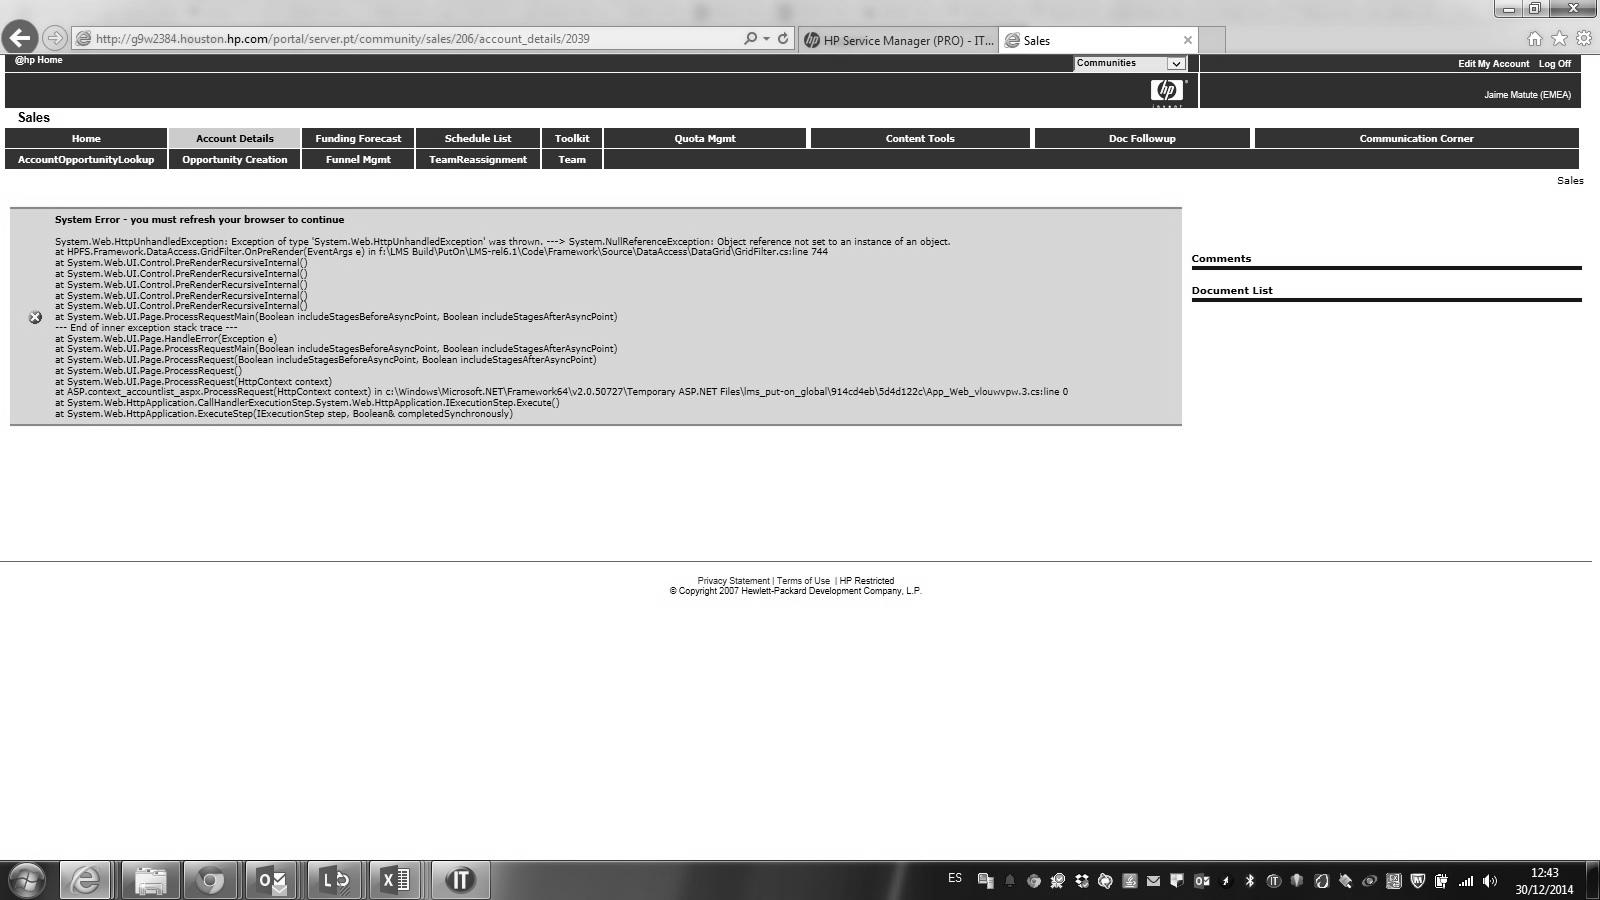 http://g9w2384.houston.hp.com/portal/server.pt/community/sales/206/account_details/2039
HP Service Manager (PRO) - IT...
Sales
@hp Home
Communities
Edit My Account Log Off
hp
invent
Jaime Matute (EMEA)
Sales
Home Account Details Funding Forecast Schedule List Toolkit Quota Mgmt Content Tools Doc Followup Communication Corner
AccountOpportunityLookup Opportunity Creation Funnel Mgmt TeamReassignment Team
Sales
System Error - you must refresh your browser to continue
System.Web.HttpUnhandledException: Exception of type 'System.Web.HttpUnhandledException' was thrown. ---> System.NullReferenceException: Object reference not set to an instance of an object.
at HPFS.Framework.DataAccess.GridFilter.OnPreRender(EventArgs e) in f:\LMS Build\PutOn\LMS-rel6.1\Code\Framework\Source\DataAccess\DataGrid\GridFilter.cs:line 744
at System.Web.UI.Control.PreRenderRecursiveInternal()
at System.Web.UI.Control.PreRenderRecursiveInternal()
at System.Web.UI.Control.PreRenderRecursiveInternal()
at System.Web.UI.Control.PreRenderRecursiveInternal()
at System.Web.UI.Control.PreRenderRecursiveInternal()
at System.Web.UI.Page.ProcessRequestMain(Boolean includeStagesBeforeAsyncPoint, Boolean includeStagesAfterAsyncPoint)
--- End of inner exception stack trace ---
at System.Web.UI.Page.HandleError(Exception e)
at System.Web.UI.Page.ProcessRequestMain(Boolean includeStagesBeforeAsyncPoint, Boolean includeStagesAfterAsyncPoint)
at System.Web.UI.Page.ProcessRequest(Boolean includeStagesBeforeAsyncPoint, Boolean includeStagesAfterAsyncPoint)
at System.Web.UI.Page.ProcessRequest()
at System.Web.UI.Page.ProcessRequest(HttpContext context)
at ASP.context_accountlist_aspx.ProcessRequest(HttpContext context) in c:\Windows\Microsoft.NET\Framework64\v2.0.50727\Temporary ASP.NET Files\lms_put-on_global\914cd4eb\5d4d122c\App_Web_vlouwvpw.3.cs:line 0
at System.Web.HttpApplication.CallHandlerExecutionStep.System.Web.HttpApplication.IExecutionStep.Execute()
at System.Web.HttpApplication.ExecuteStep(IExecutionStep step, Boolean& completedSynchronously)
Comments
Document List
Privacy Statement | Terms of Use | HP Restricted
© Copyright 2007 Hewlett-Packard Development Company, L.P.
IT
ES
12:43
30/12/2014